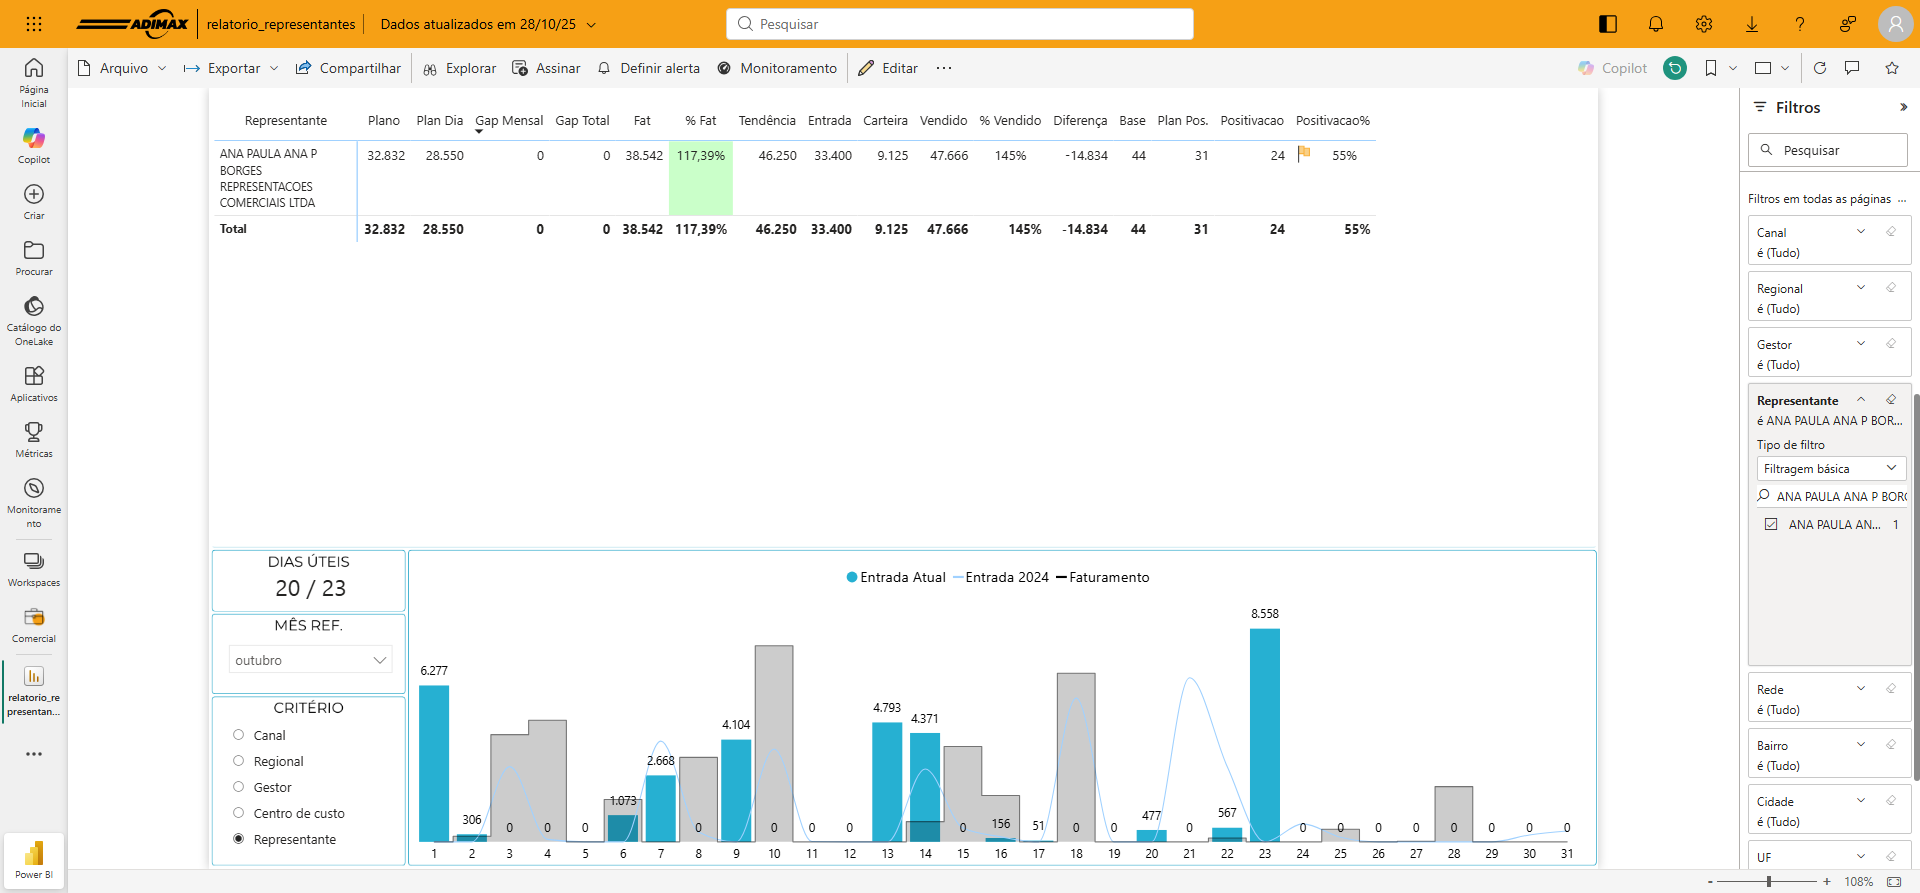 ADIMAX
relatorio_representantes
Dados atualizados em 28/10/25
Pesquisar
Arquivo
Exportar
Compartilhar
Explorar
Assinar
Definir alerta
Monitoramento
Editar
Copilot
Página
Inicial
Copilot
Criar
Procurar
Catálogo do
OneLake
Aplicativos
Métricas
Monitorame
nto
Workspaces
Comercial
relatorio_re
presentan...
Power BI
Representante Plano Plan Dia Gap Mensal Gap Total Fat % Fat Tendência Entrada Carteira Vendido % Vendido Diferença Base Plan Pos. Positivacao Positivacao%
ANA PAULA ANA P 32.832 28.550 0 0 38.542 117,39% 46.250 33.400 9.125 47.666 145% -14.834 44 31 24 55%
BORGES
REPRESENTACOES
COMERCIAIS LTDA
Total 32.832 28.550 0 0 38.542 117,39% 46.250 33.400 9.125 47.666 145% -14.834 44 31 24 55%
DIAS ÚTEIS
20 / 23
MÊS REF.
outubro
CRITÉRIO
Canal
Regional
Gestor
Centro de custo
Representante
Entrada Atual Entrada 2024 Faturamento
6.277 306 0 0 0 1.073 2.668 0 4.104 0 0 0 4.793 4.371 0 156 51 0 0 477 0 567 8.558 0 0 0 0 0 0 0 0
1 2 3 4 5 6 7 8 9 10 11 12 13 14 15 16 17 18 19 20 21 22 23 24 25 26 27 28 29 30 31
Filtros
Pesquisar
Filtros em todas as páginas ...
Canal
é (Tudo)
Regional
é (Tudo)
Gestor
é (Tudo)
Representante
é ANA PAULA ANA P BOR...
Tipo de filtro
Filtragem básica
ANA PAULA ANA P BORG
ANA PAULA AN... 1
Rede
é (Tudo)
Bairro
é (Tudo)
Cidade
é (Tudo)
UF
- + 108%